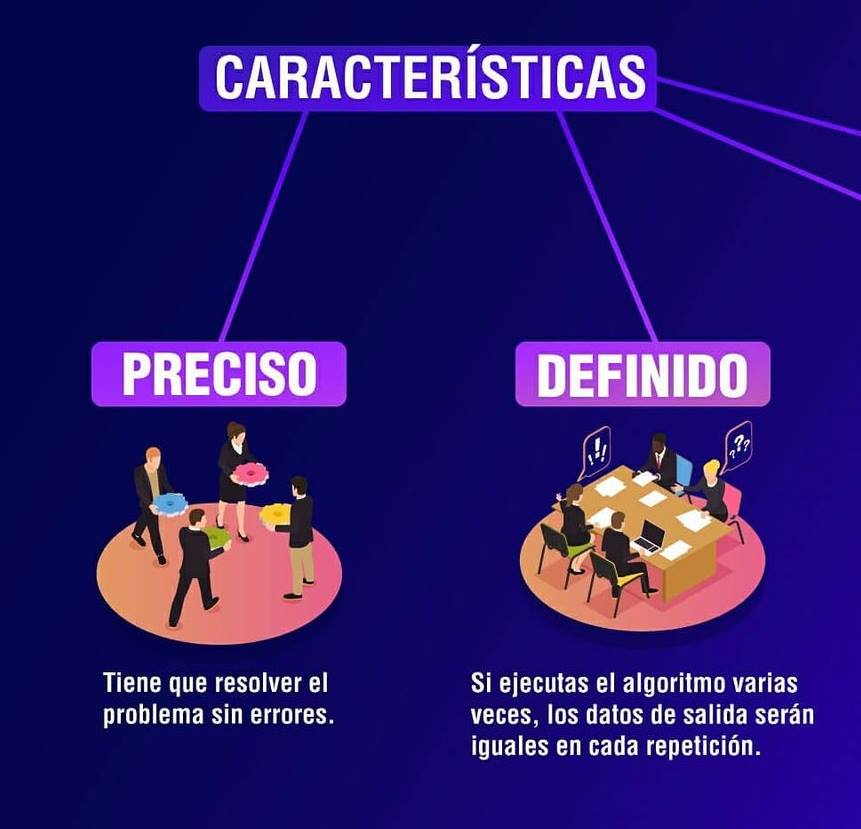 CARACTERÍSTICAS
PRECISO
Tiene que resolver el
problema sin errores.
DEFINIDO
!!!
???
Si ejecutas el algoritmo varias
veces, los datos de salida serán
iguales en cada repetición.